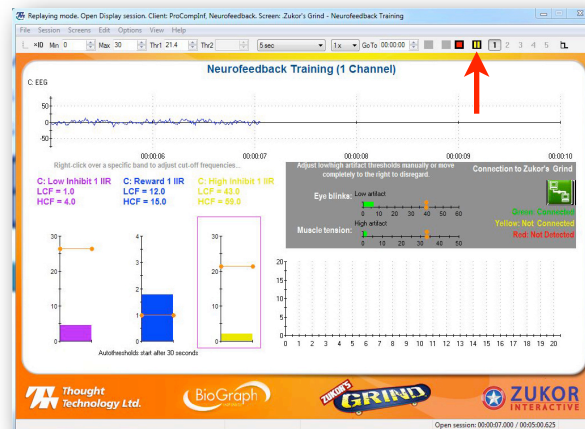 Replaying mode. Open Display session. Client: ProCompInf, Neurofeedback. Screen: .Zukor's Grind - Neurofeedback Training
File Session Screens Edit Options View Help
×10 Min 0 Max 30 Thr1 21.4 Thr2 5 sec 1 x GoTo 00:00:00 1 2 3 4 5
Neurofeedback Training (1 Channel)
C: EEG
50
0
-50
00:00:06 00:00:07 00:00:08 00:00:09 00:00:10
Right-click over a specific band to adjust cut-off frequencies...
C: Low Inhibit 1 IIR
LCF = 1.0
HCF = 4.0
C: Reward 1 IIR
LCF = 12.0
HCF = 15.0
C: High Inhibit 1 IIR
LCF = 43.0
HCF = 59.0
Adjust low/high artifact thresholds manually or move
completely to the right to disregard.
Connection to Zukor's Grind
Eye blinks:
Low artifact
1
0 10 20 30 40 50 60
Muscle tension:
High artifact
1
0 10 20 30 40 50 60
Green: Connected
Yellow: Not Connected
Red: Not Detected
30
20
10
0
4
3
2
1
0
30
20
10
0
Autothresholds start after 30 seconds
20
15
10
5
0
0 1 2 3 4 5 6 7 8 9 10 11 12 13 14 15 16 17 18 19 20
Thought
Technology Ltd.
BioGraph
ZUKOR'S
GRIND
ZUKOR
INTERACTIVE
Open session: 00:00:07.000 / 00:05:00.625